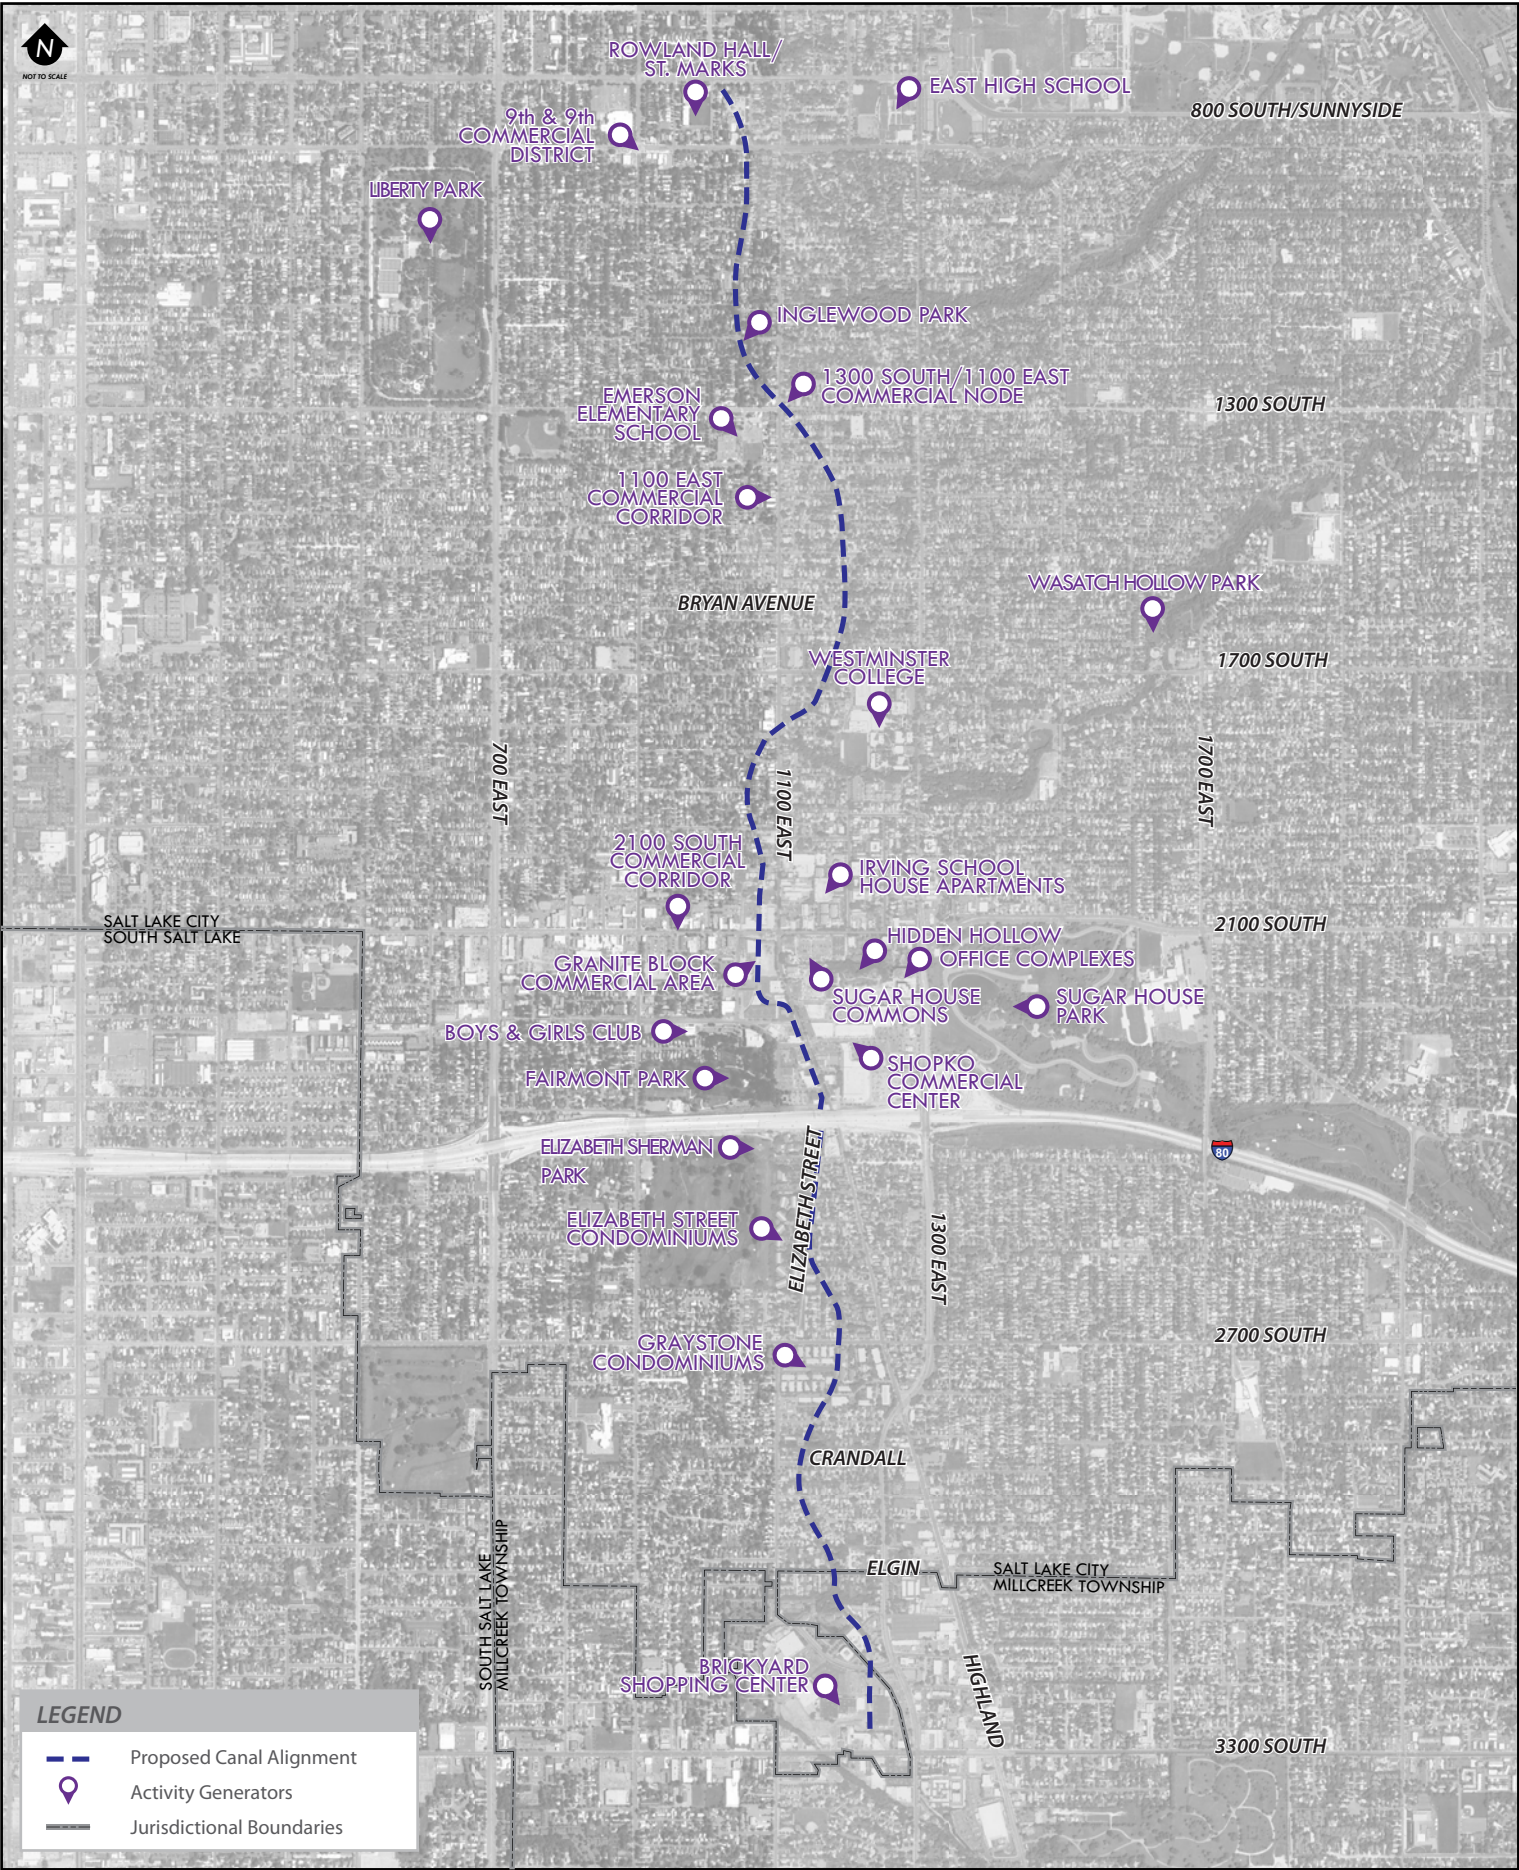 N
NOT TO SCALE
ROWLAND HALL/
ST. MARKS
EAST HIGH SCHOOL
800 SOUTH/SUNNYSIDE
9th & 9th
COMMERCIAL
DISTRICT
LIBERTY PARK
INGLEWOOD PARK
1300 SOUTH/1100 EAST
COMMERCIAL NODE
1300 SOUTH
EMERSON
ELEMENTARY
SCHOOL
1100 EAST
COMMERCIAL
CORRIDOR
WASATCH HOLLOW PARK
BRYAN AVENUE
WESTMINSTER
COLLEGE
1700 SOUTH
700 EAST
1100 EAST
1700 EAST
2100 SOUTH
COMMERCIAL
CORRIDOR
IRVING SCHOOL
HOUSE APARTMENTS
SALT LAKE CITY
SOUTH SALT LAKE
2100 SOUTH
HIDDEN HOLLOW
OFFICE COMPLEXES
GRANITE BLOCK
COMMERCIAL AREA
SUGAR HOUSE
COMMONS
SUGAR HOUSE
PARK
BOYS & GIRLS CLUB
SHOPKO
COMMERCIAL
CENTER
FAIRMONT PARK
ELIZABETH SHERMAN
PARK
80
ELIZABETH STREET
ELIZABETH STREET
CONDOMINIUMS
1300 EAST
2700 SOUTH
GRAYSTONE
CONDOMINIUMS
CRANDALL
ELGIN
SALT LAKE CITY
MILLCREEK TOWNSHIP
SOUTH SALT LAKE
MILLCREEK TOWNSHIP
BRICKYARD
SHOPPING CENTER
HIGHLAND
3300 SOUTH
LEGEND
Proposed Canal Alignment
Activity Generators
Jurisdictional Boundaries